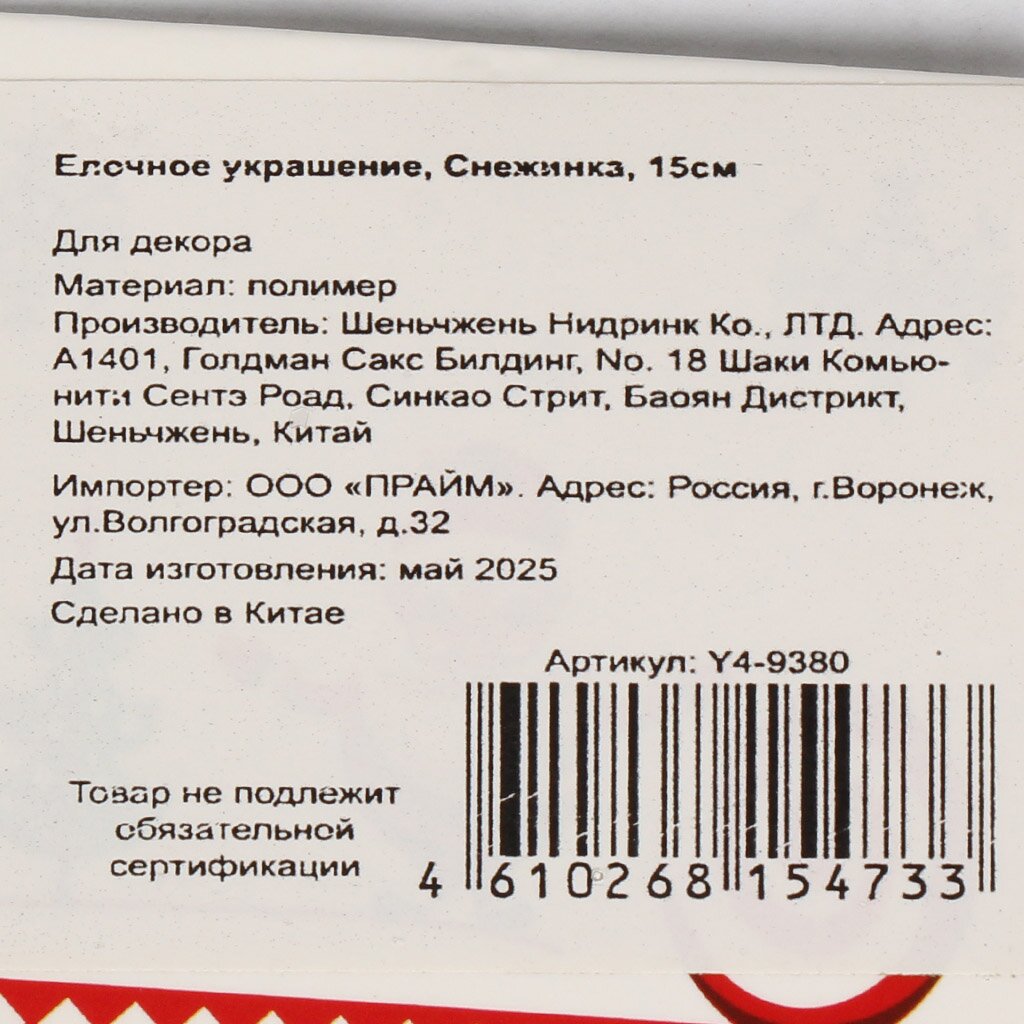 Елочное украшение, Снежинка, 15см
Для декора
Материал: полимер
Производитель: Шеньчжень Нидринк Ко., ЛТД. Адрес:
А1401, Голдман Сакс Билдинг, No. 18 Шаки Комью-
нити Сентэ Роад, Синкао Стрит, Баоян Дистрикт,
Шеньчжень, Китай
Импортер: ООО «ПРАЙМ». Адрес: Россия, г.Воронеж,
ул.Волгоградская, д.32
Дата изготовления: май 2025
Сделано в Китае
Артикул: Y4-9380
Товар не подлежит
обязательной
сертификации
4 610268 154733